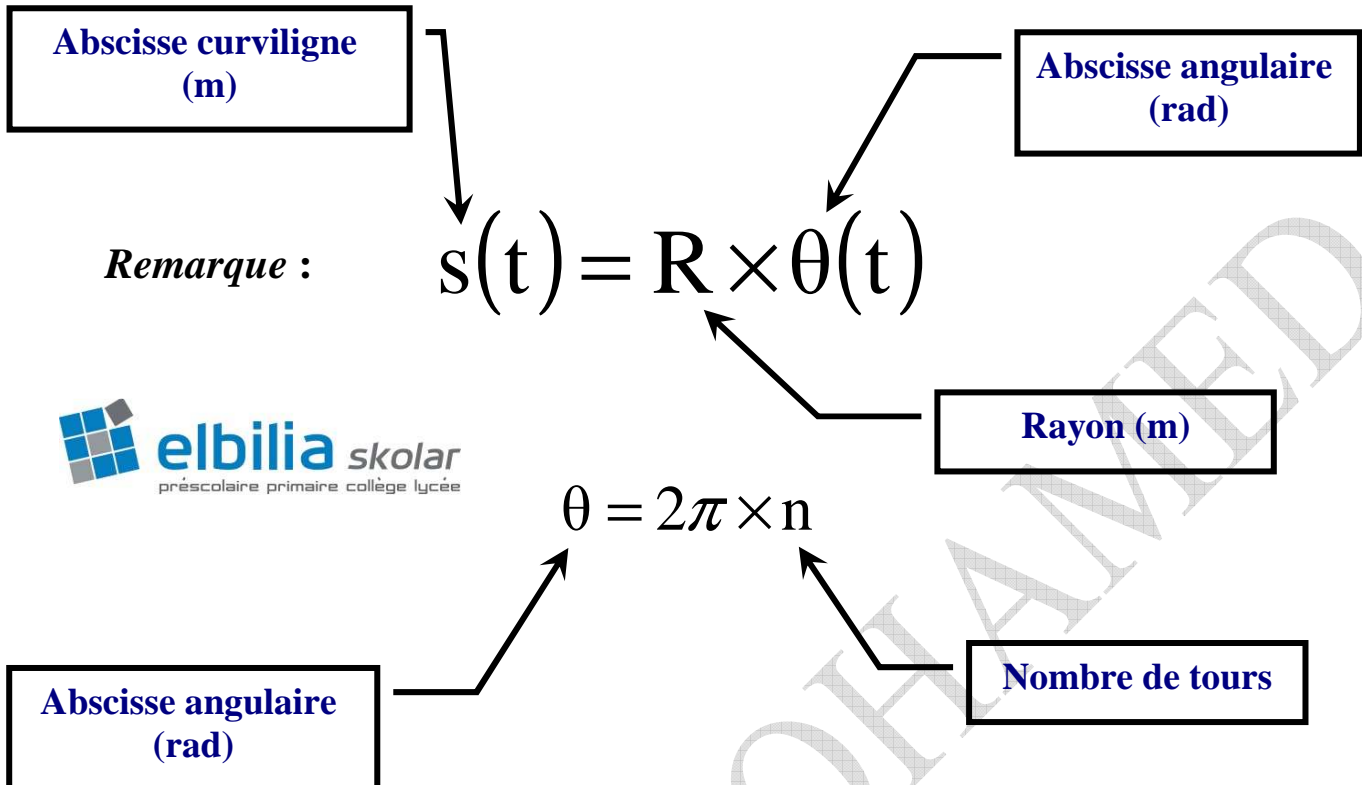 Abscisse curviligne
(m)
Abscisse angulaire
(rad)
Remarque : s(t) = R × θ(t)
Rayon (m)
elbilia skolar
préscolaire primaire collège lycée
θ = 2π × n
Nombre de tours
Abscisse angulaire
(rad)
OHAMED